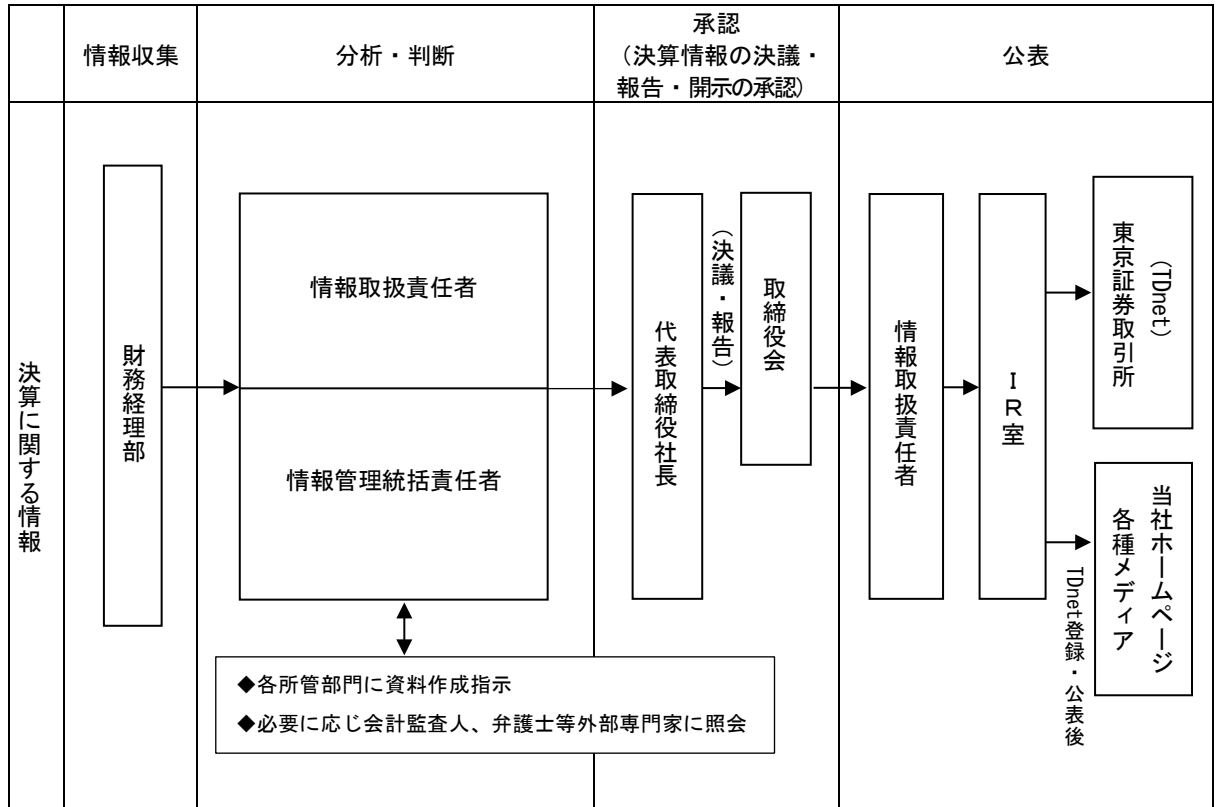 情報収集
分析・判断
承認
（決算情報の決議・
報告・開示の承認）
公表
決算に関する情報
財務経理部
情報取扱責任者
情報管理統括責任者
◆各所管部門に資料作成指示
◆必要に応じ会計監査人、弁護士等外部専門家に照会
代表取締役社長
（決議・報告）
取締役会
情報取扱責任者
ＩＲ室
東京証券取引所
（TDnet）
TDnet登録・公表後
当社ホームページ
各種メディア